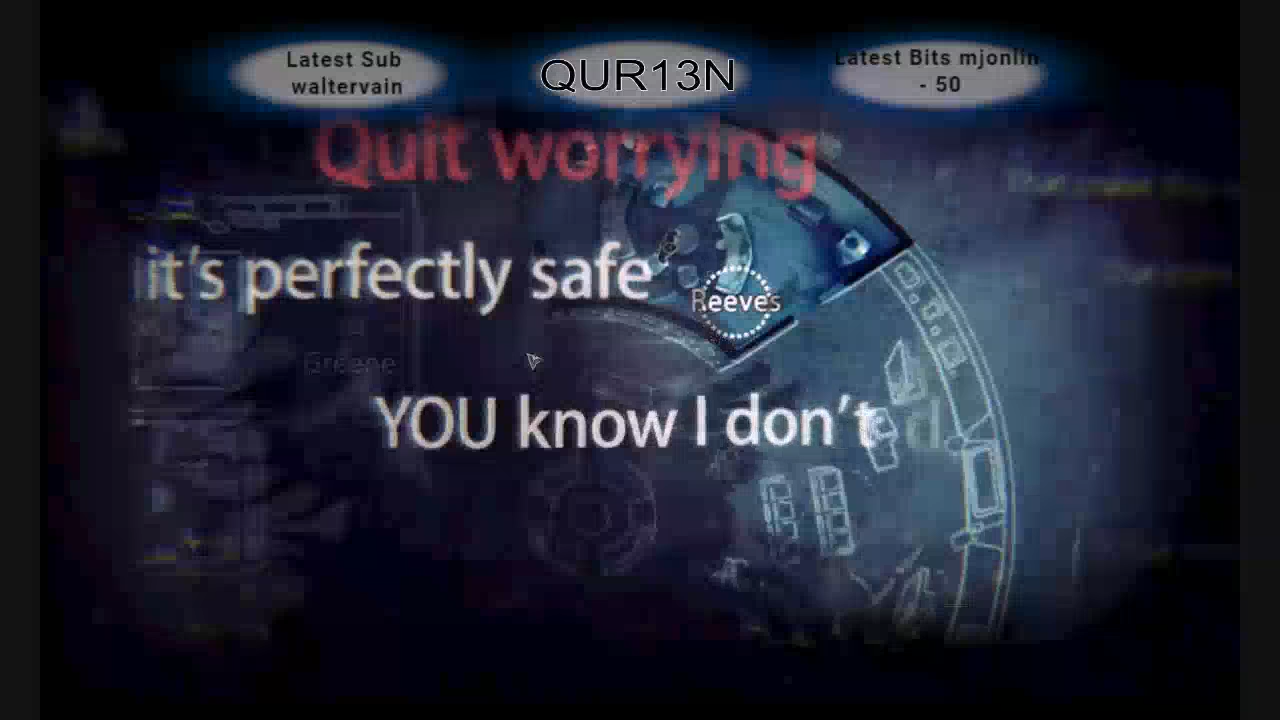 Latest Sub
waltervain
QUR13N
Latest Bits mjonlin
- 50
Quit worrying
it's perfectly safe
Reeves
Greene
YOU know I don't